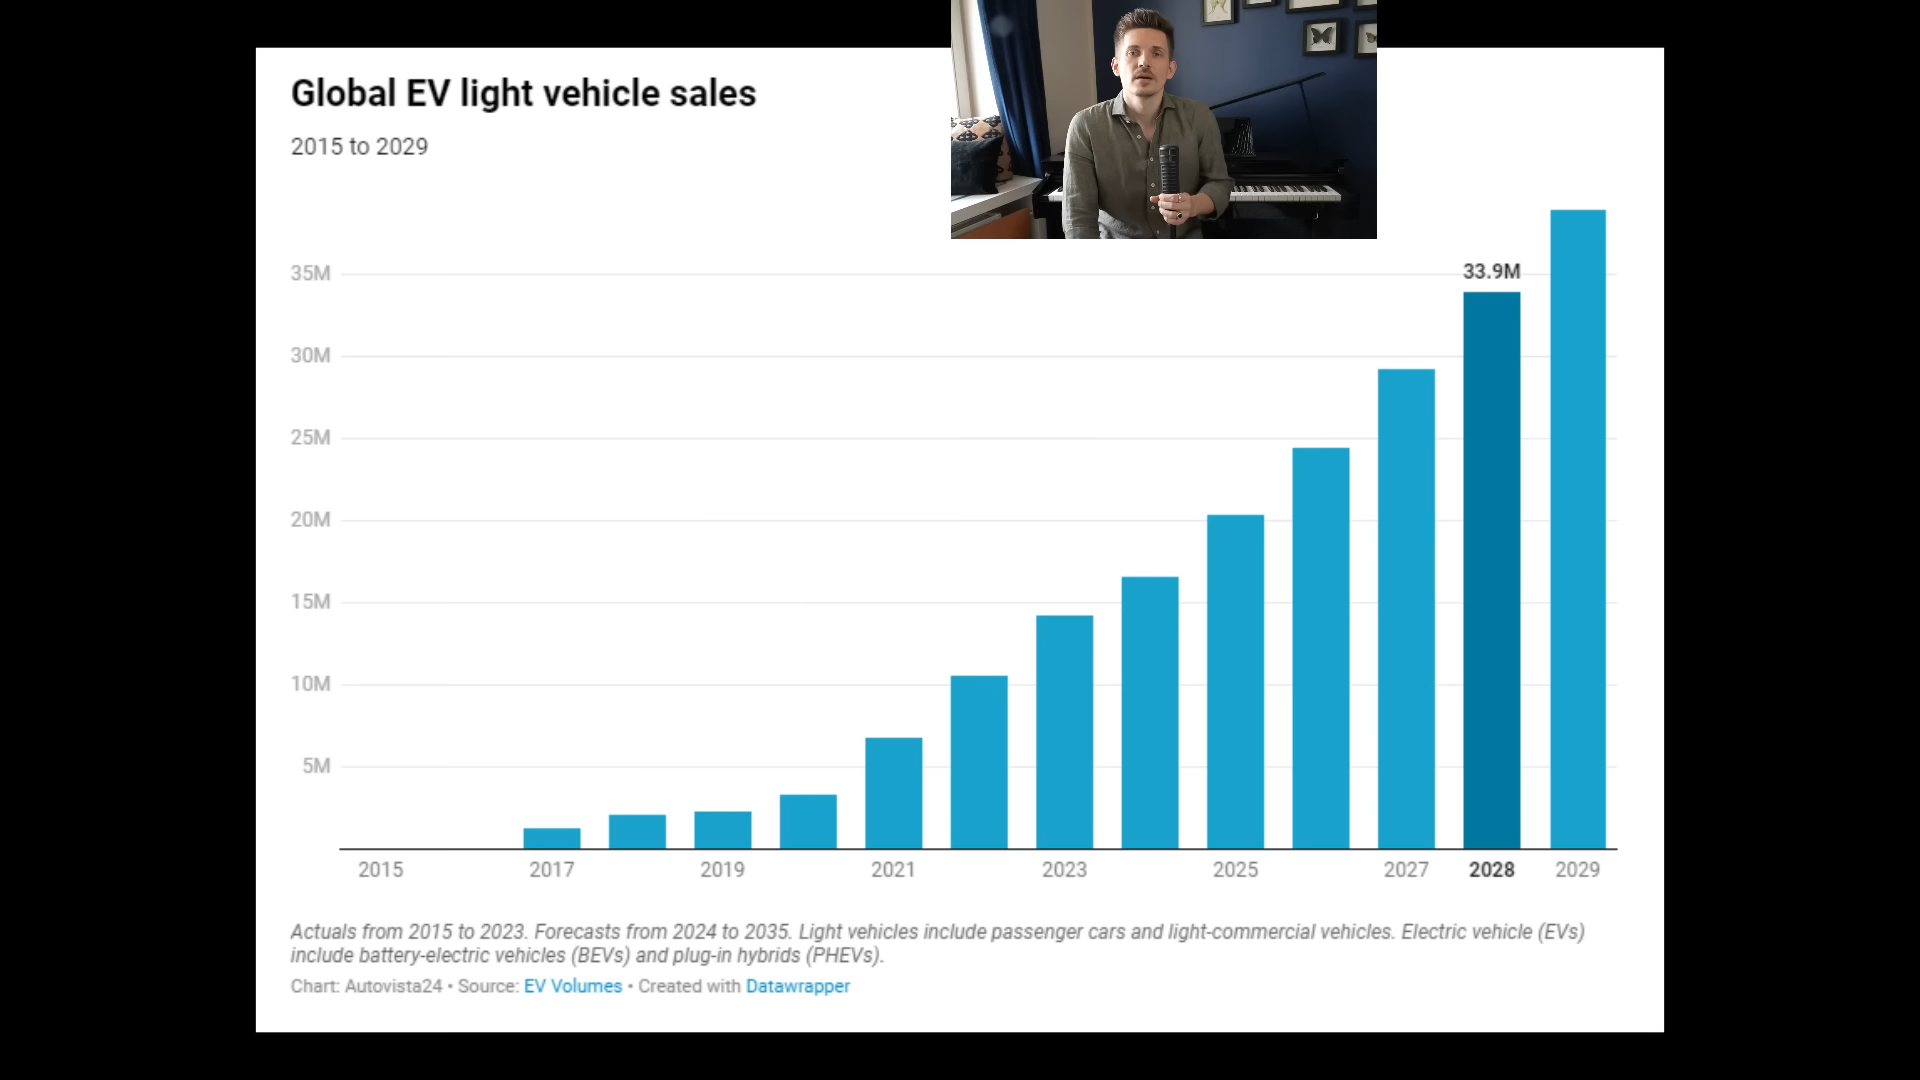 Global EV light vehicle sales
2015 to 2029
35M
33.9M
30M
25M
20M
15M
10M
5M
2015 2017 2019 2021 2023 2025 2027 2028 2029
Actuals from 2015 to 2023. Forecasts from 2024 to 2035. Light vehicles include passenger cars and light-commercial vehicles. Electric vehicle (EVs)
include battery-electric vehicles (BEVs) and plug-in hybrids (PHEVs).
Chart: Autovista24 • Source: EV Volumes • Created with Datawrapper